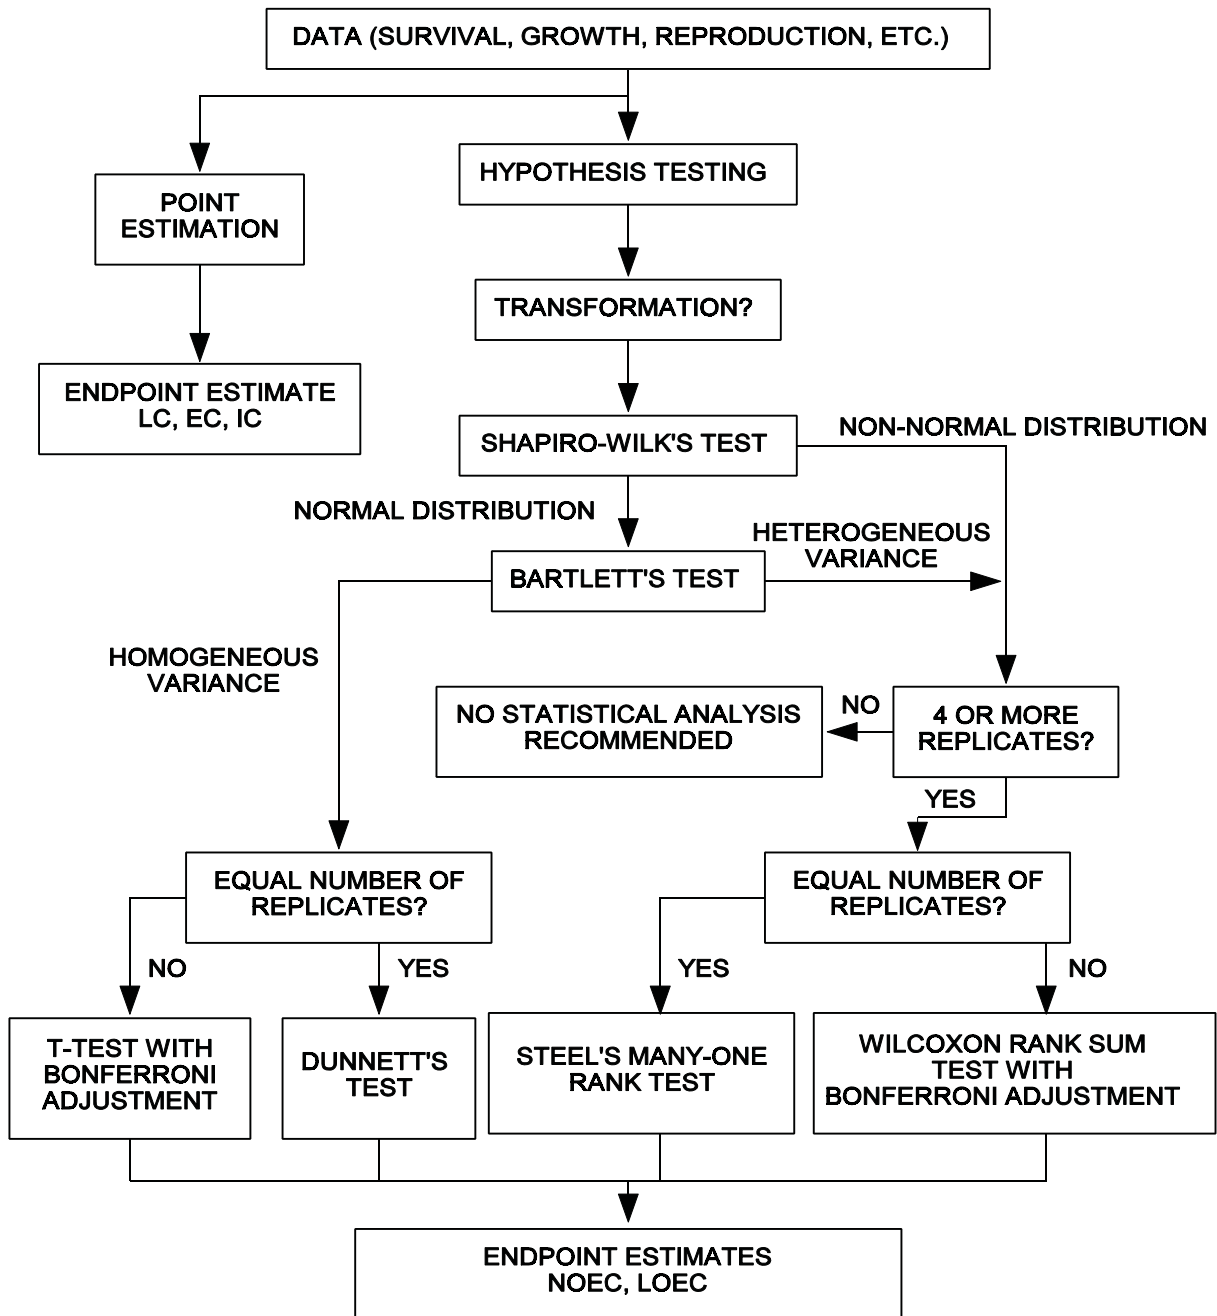 DATA (SURVIVAL, GROWTH, REPRODUCTION, ETC.)
HYPOTHESIS TESTING
POINT
ESTIMATION
TRANSFORMATION?
ENDPOINT ESTIMATE
LC, EC, IC
SHAPIRO-WILK'S TEST
NON-NORMAL DISTRIBUTION
NORMAL DISTRIBUTION
HETEROGENEOUS
VARIANCE
BARTLETT'S TEST
HOMOGENEOUS
VARIANCE
NO STATISTICAL ANALYSIS
RECOMMENDED
NO
4 OR MORE
REPLICATES?
YES
EQUAL NUMBER OF
REPLICATES?
EQUAL NUMBER OF
REPLICATES?
NO
YES
YES
NO
T-TEST WITH
BONFERRONI
ADJUSTMENT
DUNNETT'S
TEST
STEEL'S MANY-ONE
RANK TEST
WILCOXON RANK SUM
TEST WITH
BONFERRONI ADJUSTMENT
ENDPOINT ESTIMATES
NOEC, LOEC